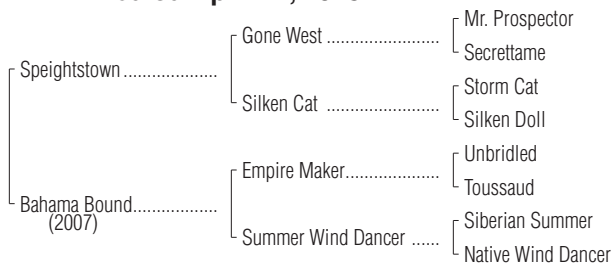 Mr. Prospector
Gone West
Secrettame
Speightstown
Storm Cat
Silken Cat
Silken Doll
Unbridled
Empire Maker
Toussaud
Bahama Bound
(2007)
Siberian Summer
Summer Wind Dancer
Native Wind Dancer